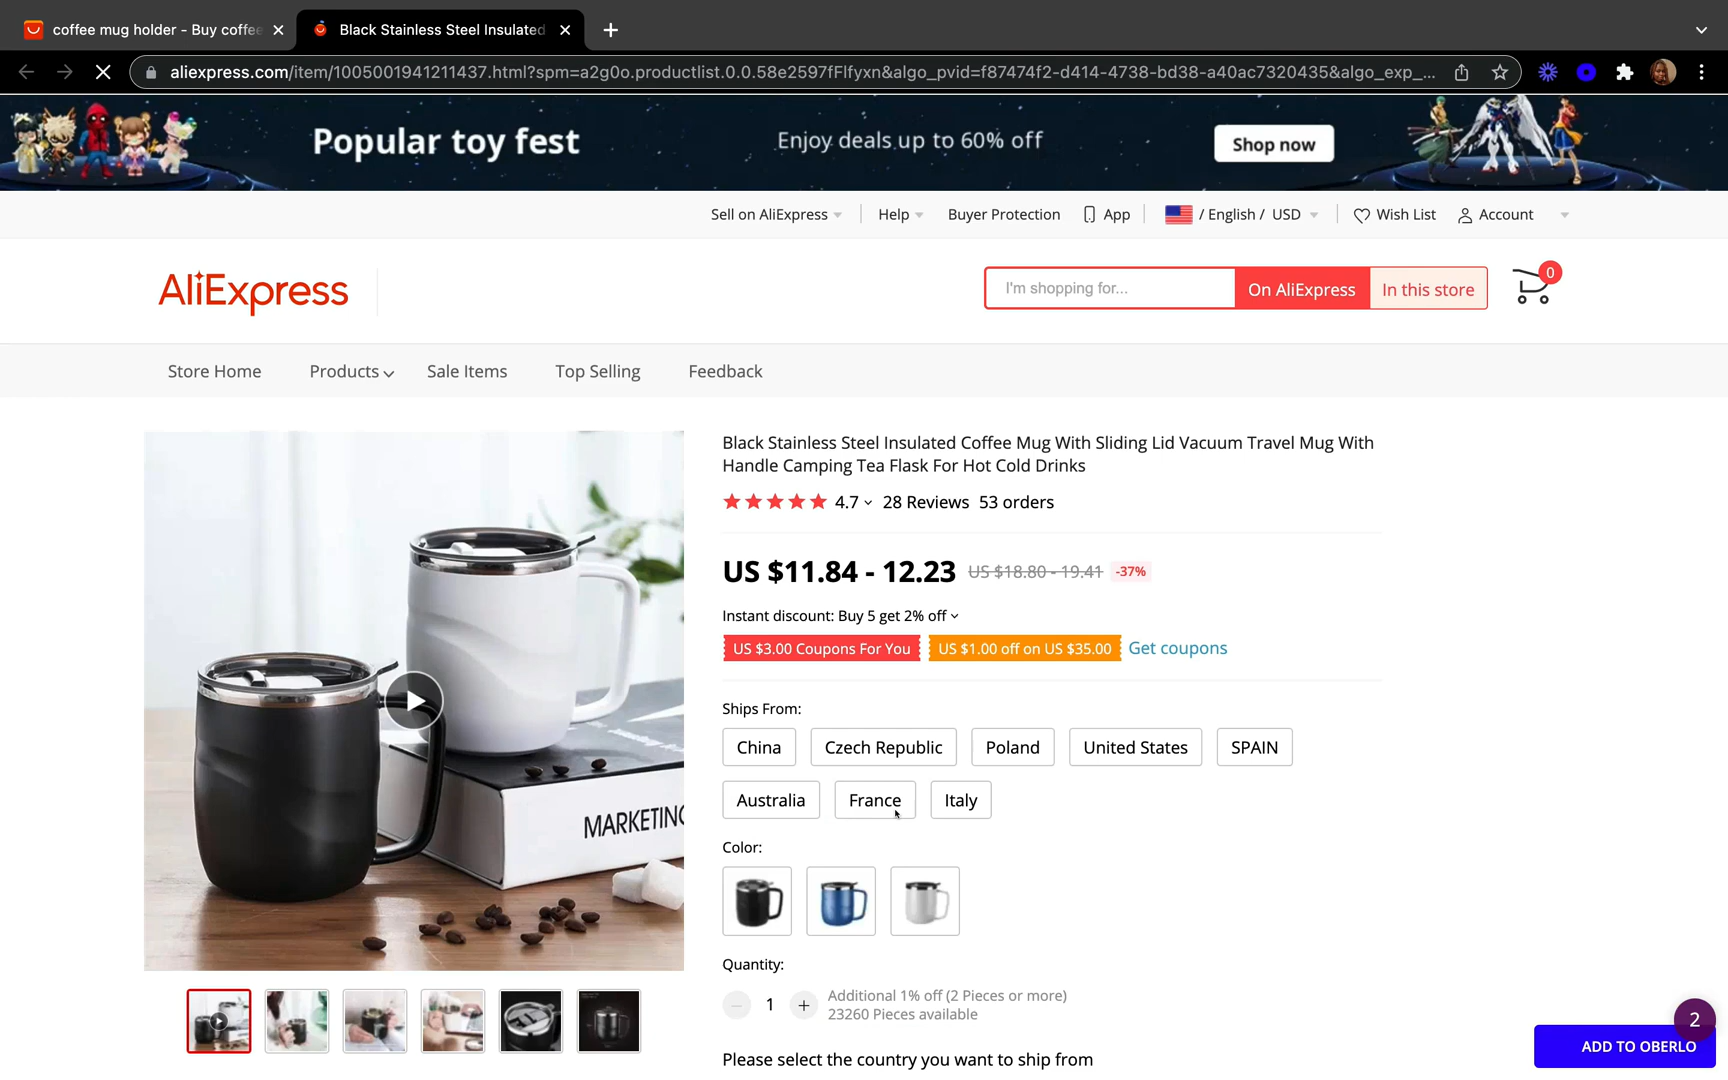 coffee mug holder - Buy coffee
Black Stainless Steel Insulated
aliexpress.com/item/1005001941211437.html?spm=a2g0o.productlist.0.0.58e2597fFlfyxn&algo_pvid=f87474f2-d414-4738-bd38-a40ac7320435&algo_exp_...
Popular toy fest
Enjoy deals up to 60% off
Shop now
Sell on AliExpress
Help
Buyer Protection
App
/ English / USD
Wish List
Account
AliExpress
I'm shopping for...
On AliExpress
In this store
0
Store Home
Products
Sale Items
Top Selling
Feedback
Black Stainless Steel Insulated Coffee Mug With Sliding Lid Vacuum Travel Mug With
Handle Camping Tea Flask For Hot Cold Drinks
4.7 28 Reviews 53 orders
US $11.84 - 12.23 US $18.80 - 19.41 -37%
Instant discount: Buy 5 get 2% off
US $3.00 Coupons For You
US $1.00 off on US $35.00
Get coupons
MARKETING
Ships From:
China
Czech Republic
Poland
United States
SPAIN
Australia
France
Italy
Color:
Quantity:
− 1 +
Additional 1% off (2 Pieces or more)
23260 Pieces available
Please select the country you want to ship from
2
ADD TO OBERLO